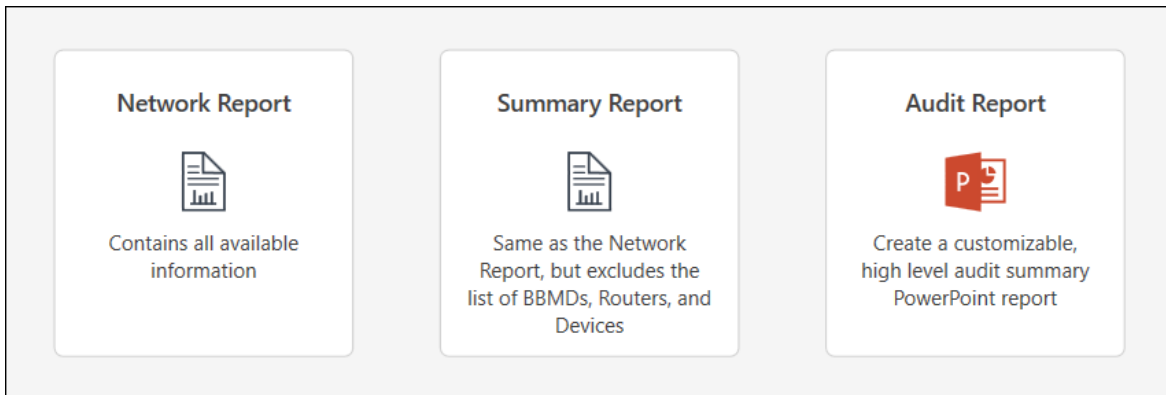 Network Report
Contains all available
information
Summary Report
Same as the Network
Report, but excludes the
list of BBMDs, Routers, and
Devices
Audit Report
P
Create a customizable,
high level audit summary
PowerPoint report